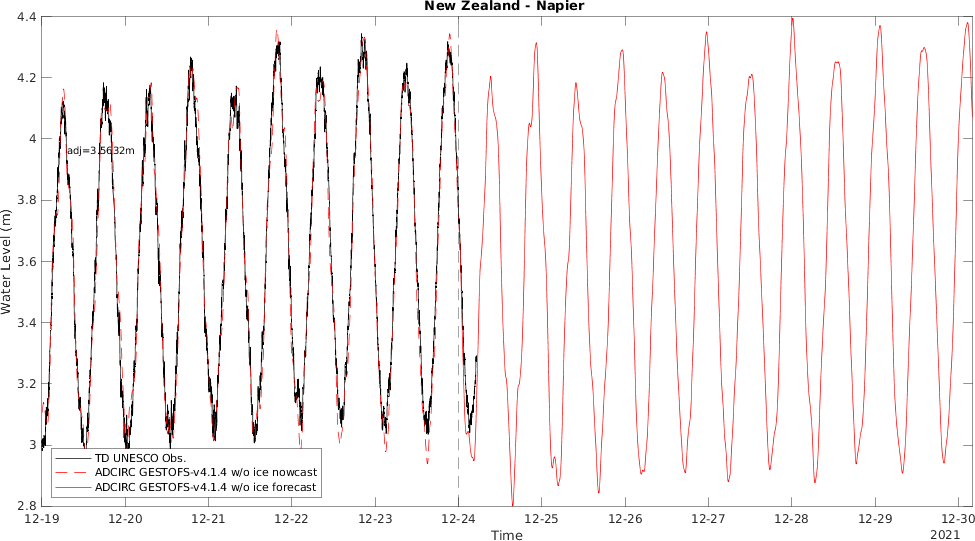 New Zealand - Napier
4.4
4.2
4
3.8
3.6
3.4
3.2
3
2.8
Water Level (m)
adj=3.5632m
TD UNESCO Obs.
ADCIRC GESTOFS-v4.1.4 w/o ice nowcast
ADCIRC GESTOFS-v4.1.4 w/o ice forecast
12-19 12-20 12-21 12-22 12-23 12-24 12-25 12-26 12-27 12-28 12-29 12-30
Time
2021